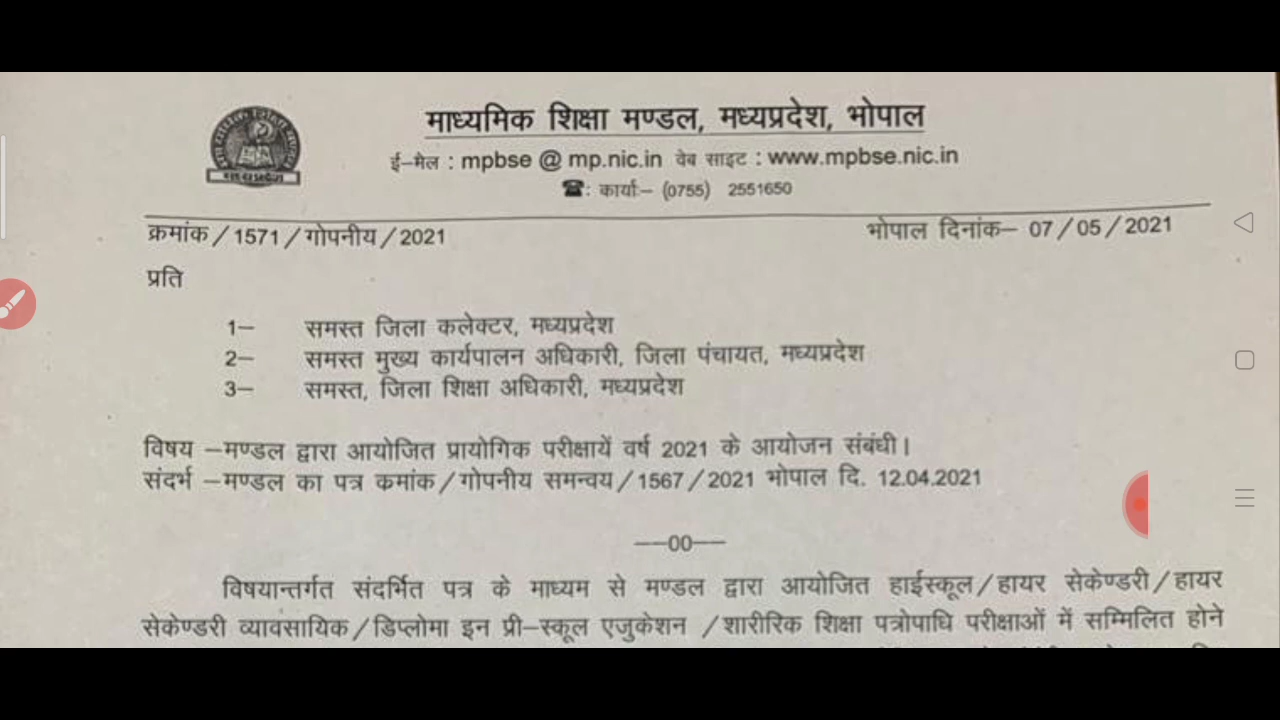 माध्यमिक शिक्षा मण्डल, मध्यप्रदेश, भोपाल
ई–मेल : mpbse @ mp.nic.in वेब साइट : www.mpbse.nic.in
☎: कार्याः– (0755) 2551650
क्रमांक / 1571 / गोपनीय / 2021 भोपाल दिनांक– 07 / 05 / 2021
प्रति
1– समस्त जिला कलेक्टर, मध्यप्रदेश
2– समस्त मुख्य कार्यपालन अधिकारी, जिला पंचायत, मध्यप्रदेश
3– समस्त, जिला शिक्षा अधिकारी, मध्यप्रदेश
विषय –मण्डल द्वारा आयोजित प्रायोगिक परीक्षायें वर्ष 2021 के आयोजन संबंधी।
संदर्भ –मण्डल का पत्र कमांक / गोपनीय समन्वय / 1567 / 2021 भोपाल दि. 12.04.2021
––00––
विषयान्तर्गत संदर्भित पत्र के माध्यम से मण्डल द्वारा आयोजित हाईस्कूल / हायर सेकेण्डरी / हायर
सेकेण्डरी व्यावसायिक / डिप्लोमा इन प्री–स्कूल एजुकेशन / शारीरिक शिक्षा पत्रोपाधि परीक्षाओं में सम्मिलित होने